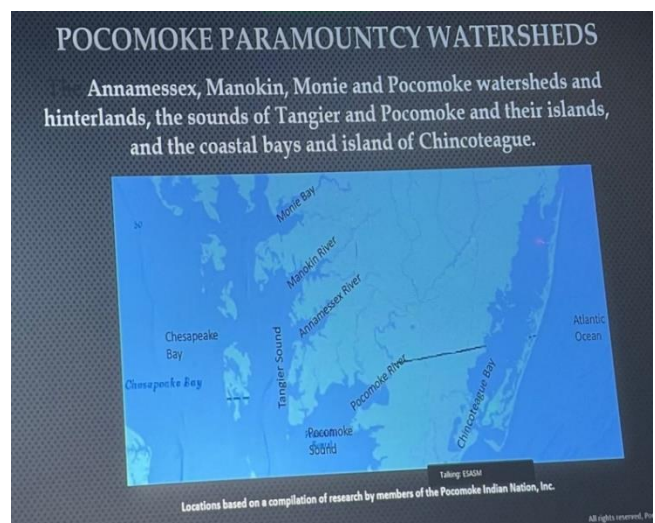 POCOMOKE PARAMOUNTCY WATERSHEDS
Annamessex, Manokin, Monie and Pocomoke watersheds and
hinterlands, the sounds of Tangier and Pocomoke and their islands,
and the coastal bays and island of Chincoteague.
Monie Bay
Manokin River
Annamessex River
Chesapeake
Bay
Tangier Sound
Atlantic
Ocean
Chesapeake Bay
Pocomoke River
Chincoteague Bay
Pocomoke
Sound
Talking: ESASM
Locations based on a compilation of research by members of the Pocomoke Indian Nation, Inc.
All rights reserved,